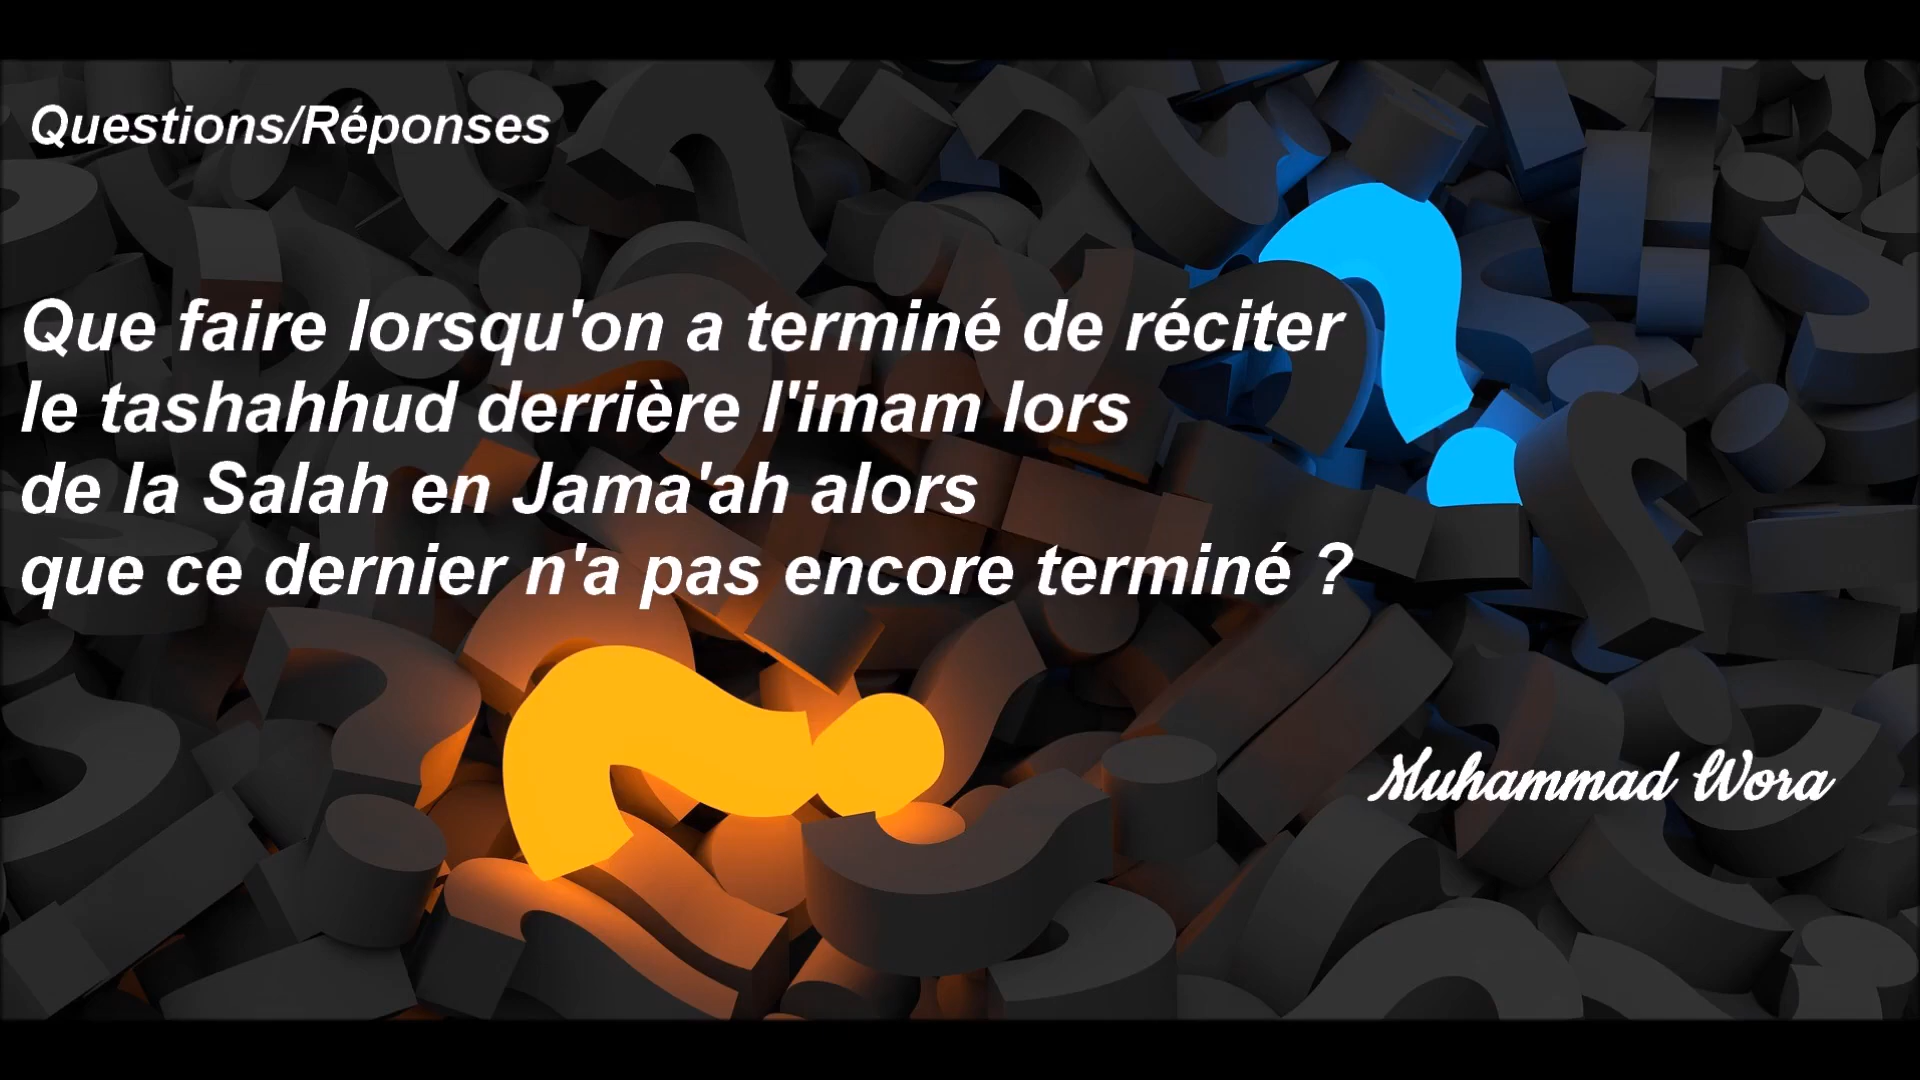 Questions/Réponses
Que faire lorsqu'on a terminé de réciter
le tashahhud derrière l'imam lors
de la Salah en Jama'ah alors
que ce dernier n'a pas encore terminé ?
Muhammad Wora